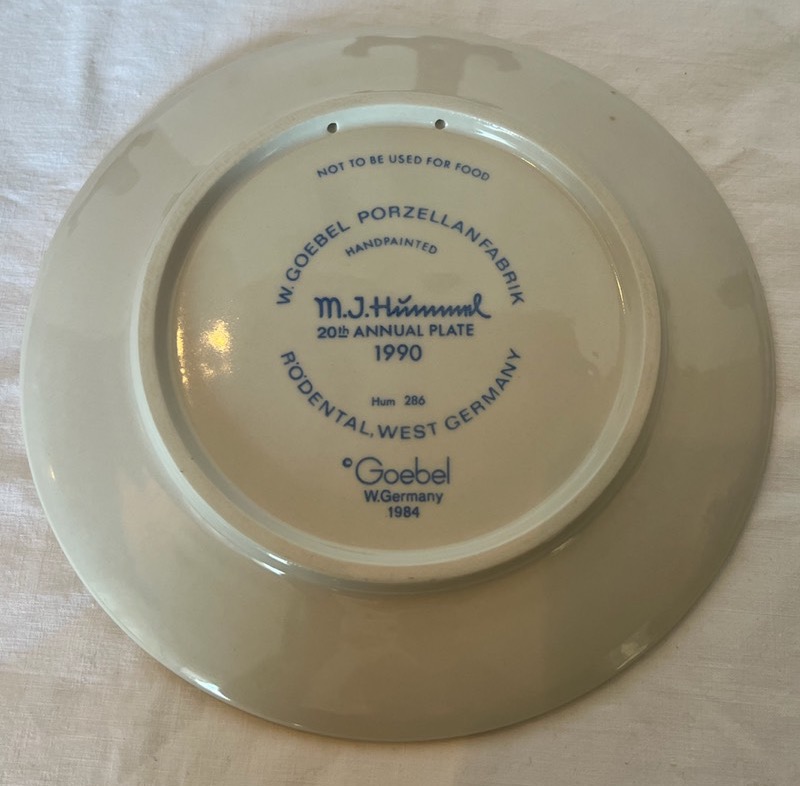 NOT TO BE USED FOR FOOD
W. GOEBEL PORZELLANFABRIK
HANDPAINTED
M.J.Hummel
20th ANNUAL PLATE
1990
Hum 286
RÖDENTAL, WEST GERMANY
© Goebel
W.Germany
1984